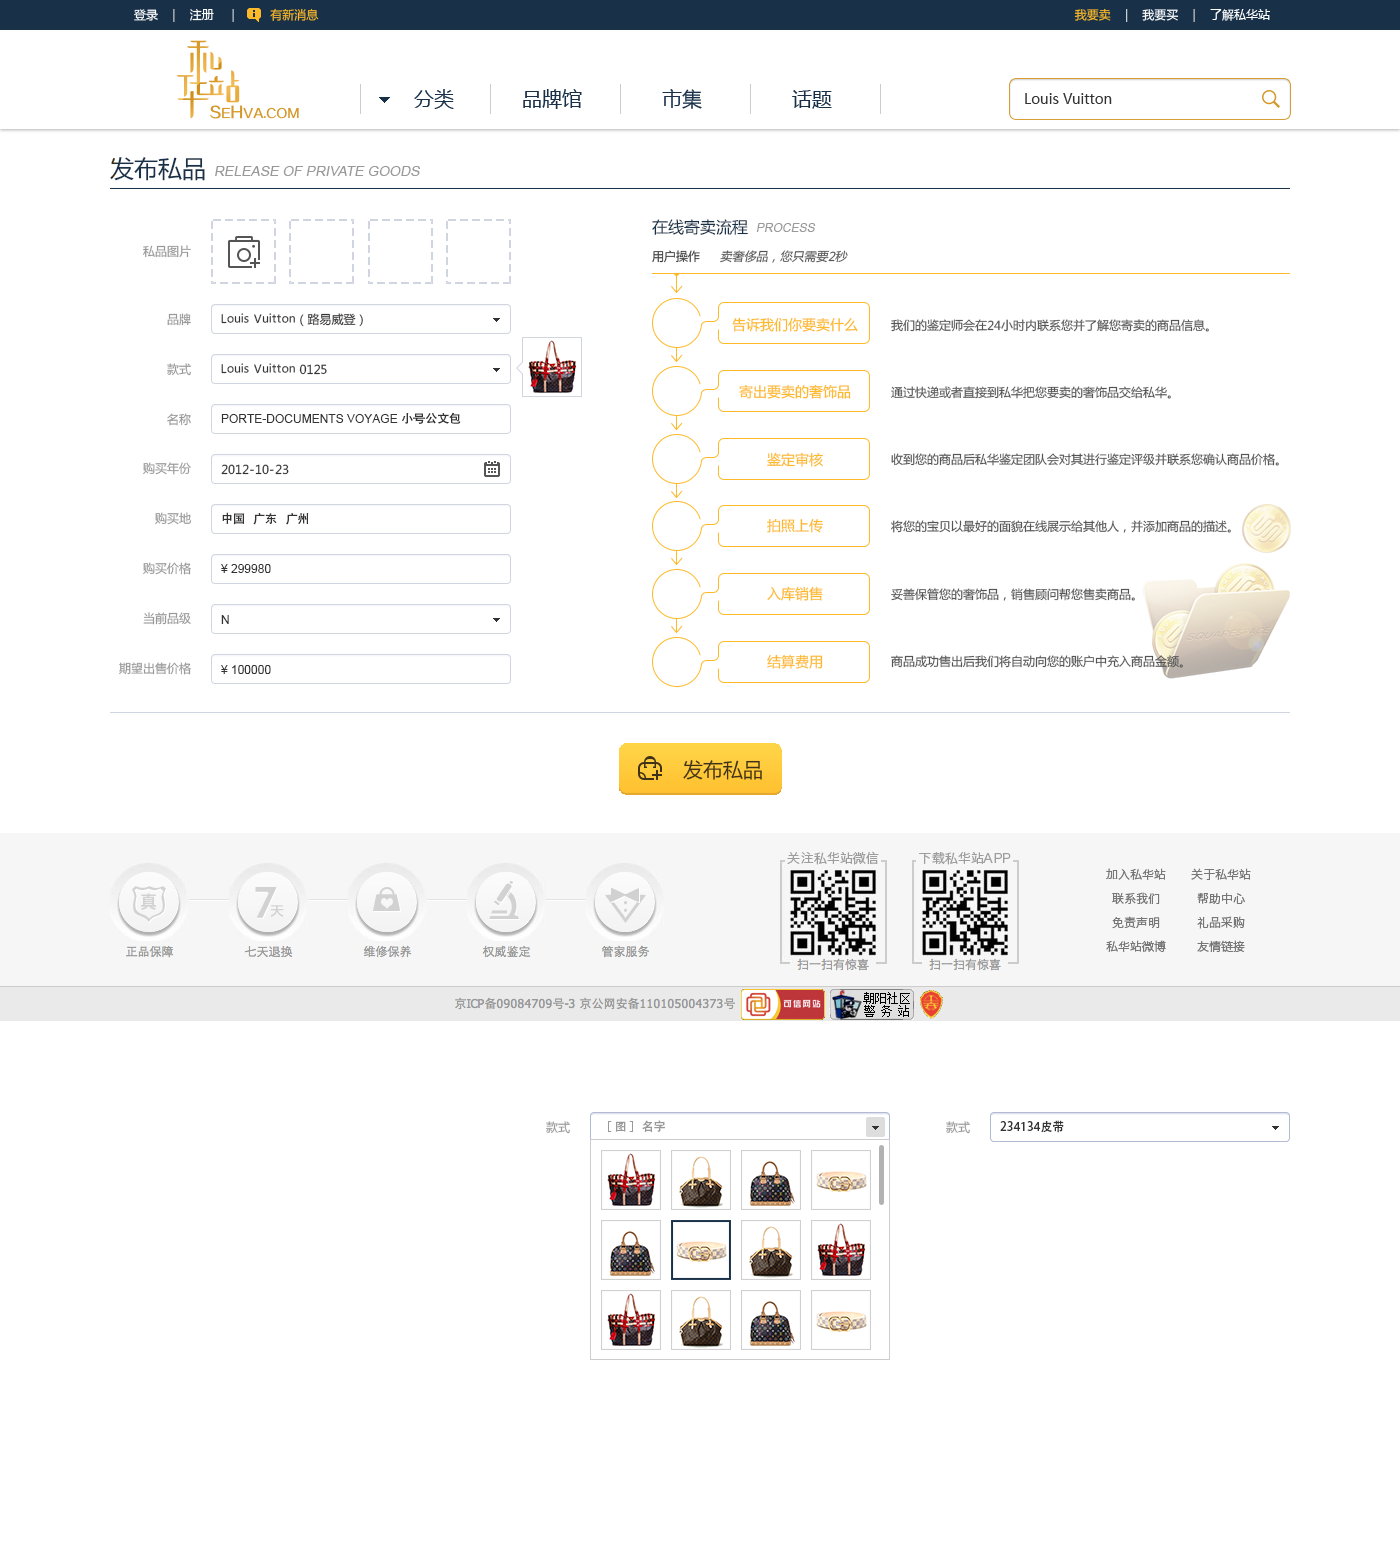 登录 | 注册 | 有新消息 我要卖 | 我要买 | 了解私华站
私华站
SEHVA.COM
分类 品牌馆 市集 话题 Louis Vuitton
发布私品 RELEASE OF PRIVATE GOODS
私品图片
品牌 Louis Vuitton ( 路易威登 )
款式 Louis Vuitton 0125
名称 PORTE-DOCUMENTS VOYAGE 小号公文包
购买年份 2012-10-23
购买地 中国 广东 广州
购买价格 ¥ 299980
当前品级 N
期望出售价格 ¥ 100000
在线寄卖流程 PROCESS
用户操作 卖奢侈品，您只需要2秒
告诉我们你要卖什么 我们的鉴定师会在24小时内联系您并了解您寄卖的商品信息。
寄出要卖的奢饰品 通过快递或者直接到私华把您要卖的奢饰品交给私华。
鉴定审核 收到您的商品后私华鉴定团队会对其进行鉴定评级并联系您确认商品价格。
拍照上传 将您的宝贝以最好的面貌在线展示给其他人，并添加商品的描述。
入库销售 妥善保管您的奢饰品，销售顾问帮您售卖商品。
结算费用 商品成功售出后我们将自动向您的账户中充入商品金额。
发布私品
真
7天
正品保障 七天退换 维修保养 权威鉴定 管家服务
关注私华站微信 下载私华站APP
扫一扫有惊喜 扫一扫有惊喜
加入私华站 关于私华站
联系我们 帮助中心
免责声明 礼品采购
私华站微博 友情链接
京ICP备09084709号-3 京公网安备110105004373号 可信网站
朝阳社区
警务站
款式 [ 图 ] 名字
款式 234134皮带